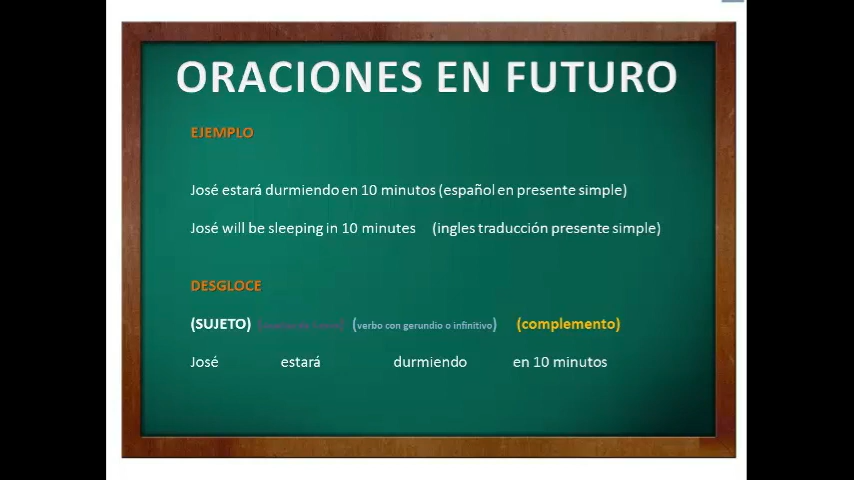 ORACIONES EN FUTURO
EJEMPLO
José estará durmiendo en 10 minutos (español en presente simple)
José will be sleeping in 10 minutes (ingles traducción presente simple)
DESGLOCE
(SUJETO) (verbo con gerundio o infinitivo) (complemento)
José estará durmiendo en 10 minutos